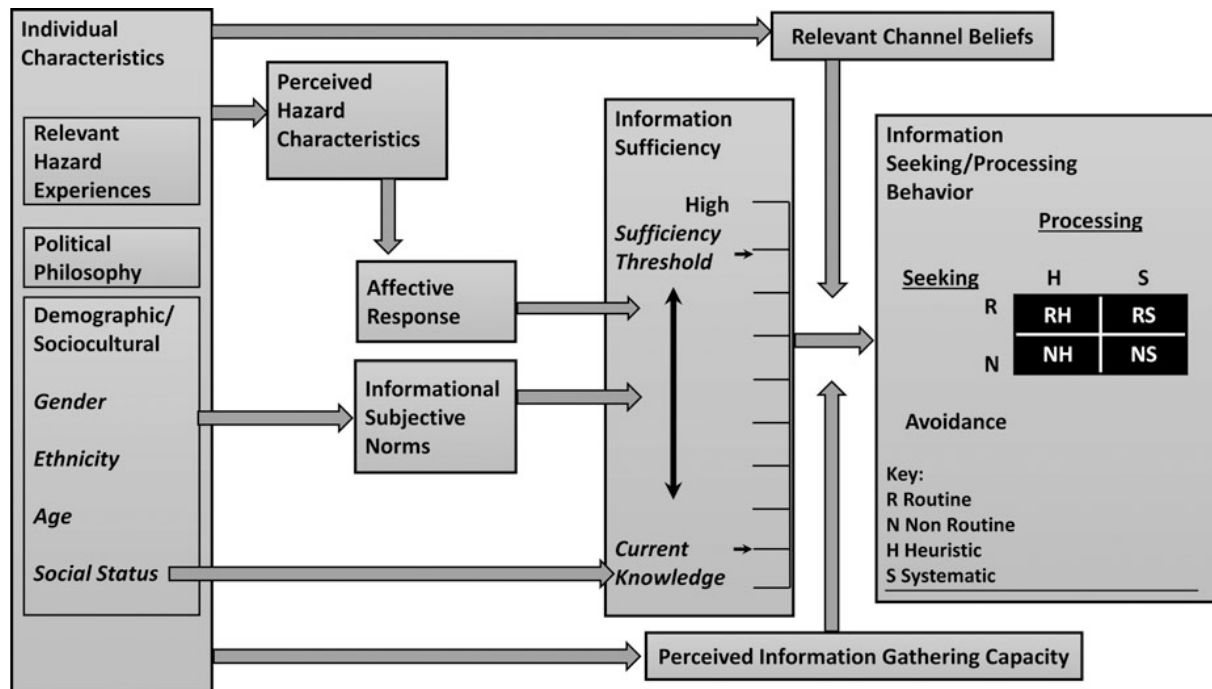 Individual
Characteristics
Relevant
Hazard
Experiences
Political
Philosophy
Demographic/
Sociocultural
Gender
Ethnicity
Age
Social Status
Perceived
Hazard
Characteristics
Affective
Response
Informational
Subjective
Norms
Relevant Channel Beliefs
Information
Sufficiency
High
Sufficiency
Threshold
Current
Knowledge
Perceived Information Gathering Capacity
Information
Seeking/Processing
Behavior
Processing
Seeking H S
R RH RS
N NH NS
Avoidance
Key:
R Routine
N Non Routine
H Heuristic
S Systematic